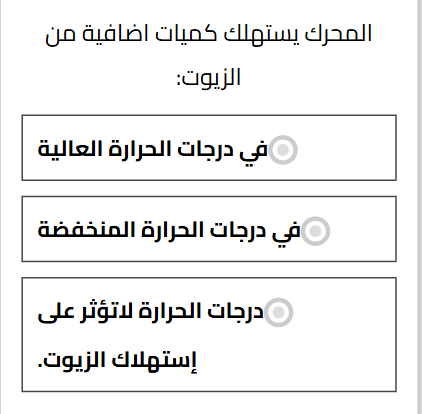 المحرك يستهلك كميات اضافية من
الزيوت:
في درجات الحرارة العالية
في درجات الحرارة المنخفضة
درجات الحرارة لاتؤثر على
إستهلاك الزيوت.